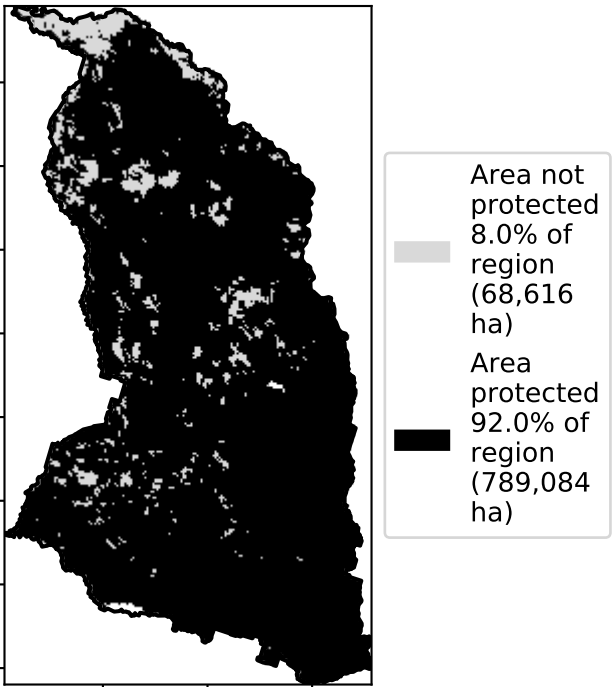 Area not
protected
8.0% of
region
(68,616
ha)
Area
protected
92.0% of
region
(789,084
ha)